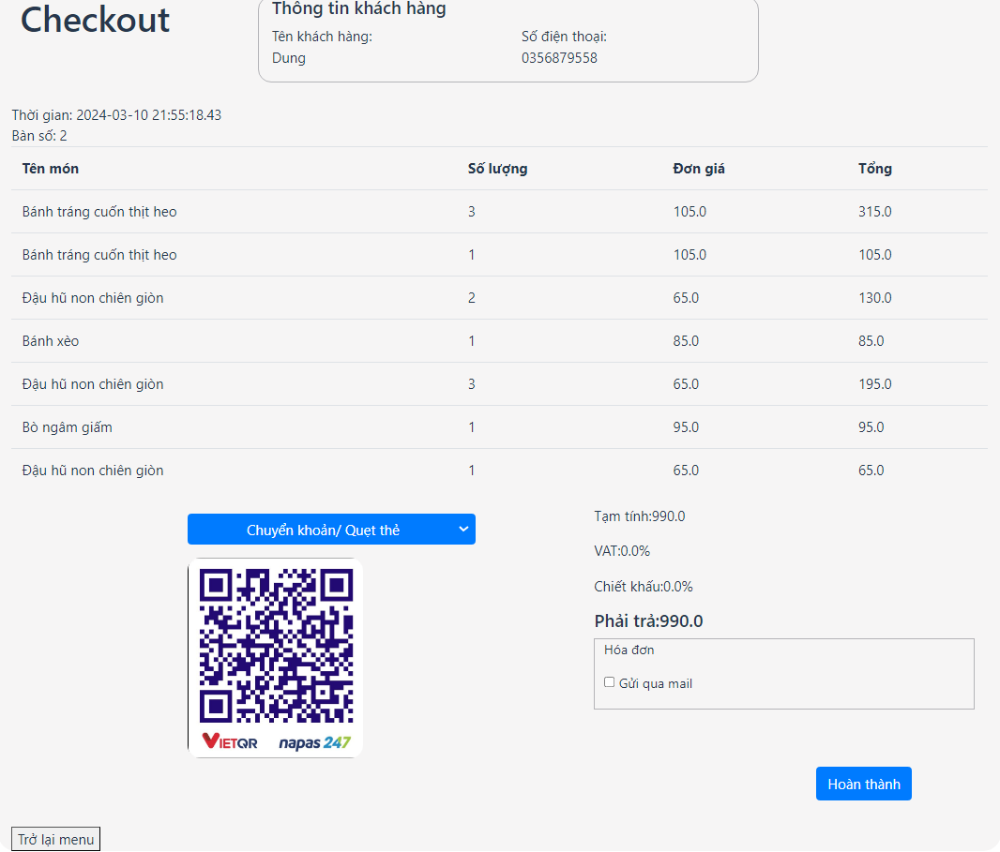 Checkout
Thông tin khách hàng
Tên khách hàng: Số điện thoại:
Dung 0356879558
Thời gian: 2024-03-10 21:55:18.43
Bàn số: 2
Tên món Số lượng Đơn giá Tổng
Bánh tráng cuốn thịt heo 3 105.0 315.0
Bánh tráng cuốn thịt heo 1 105.0 105.0
Đậu hũ non chiên giòn 2 65.0 130.0
Bánh xèo 1 85.0 85.0
Đậu hũ non chiên giòn 3 65.0 195.0
Bò ngâm giấm 1 95.0 95.0
Đậu hũ non chiên giòn 1 65.0 65.0
Chuyển khoản/ Quẹt thẻ
VIETQR napas 247
Tạm tính:990.0
VAT:0.0%
Chiết khấu:0.0%
Phải trả:990.0
Hóa đơn
Gửi qua mail
Hoàn thành
Trở lại menu